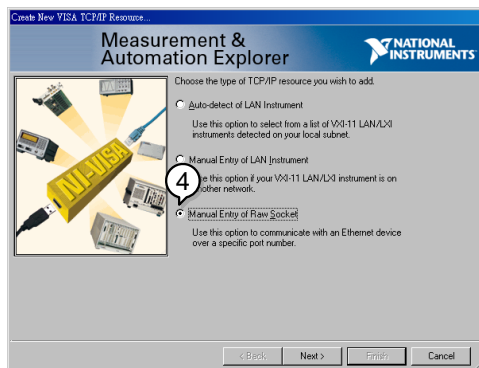 Create New VISA TCP/IP Resource...
Measurement &
Automation Explorer
NATIONAL
INSTRUMENTS
Choose the type of TCP/IP resource you wish to add.
Auto-detect of LAN Instrument
Use this option to select from a list of VXI-11 LAN/LXI
instruments detected on your local subnet.
Manual Entry of LAN Instrument
this option if your VXI-11 LAN/LXI instrument is on
network.
4
Manual Entry of Raw Socket
Use this option to communicate with an Ethernet device
over a specific port number.
NI-VISA
< Back
Next >
Finish
Cancel